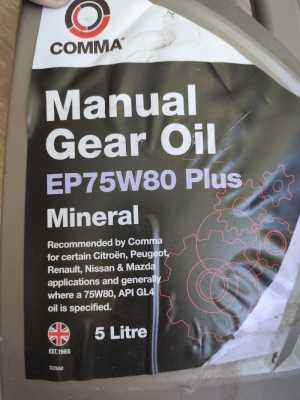 COMMA®
Manual
Gear Oil
EP75W80 Plus
Mineral
Recommended by Comma
for certain Citroën, Peugeot,
Renault, Nissan & Mazda
applications and generally
where a 75W80, API GL4
oil is specified.
EST. 1965
5 Litre